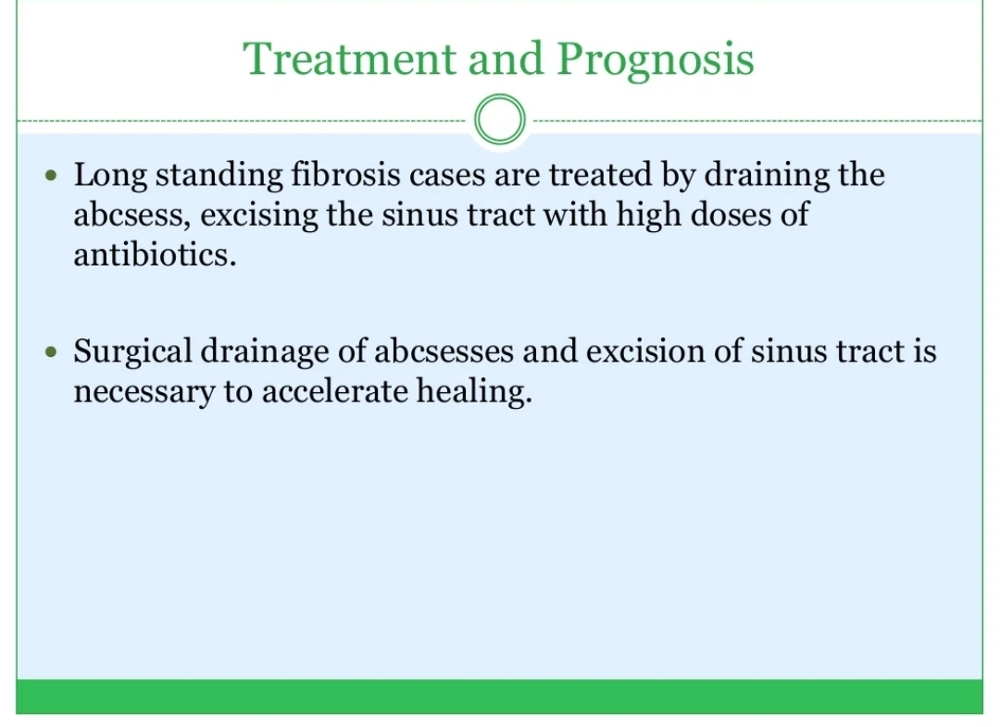 Treatment and Prognosis
• Long standing fibrosis cases are treated by draining the
abcsess, excising the sinus tract with high doses of
antibiotics.
• Surgical drainage of abcsesses and excision of sinus tract is
necessary to accelerate healing.